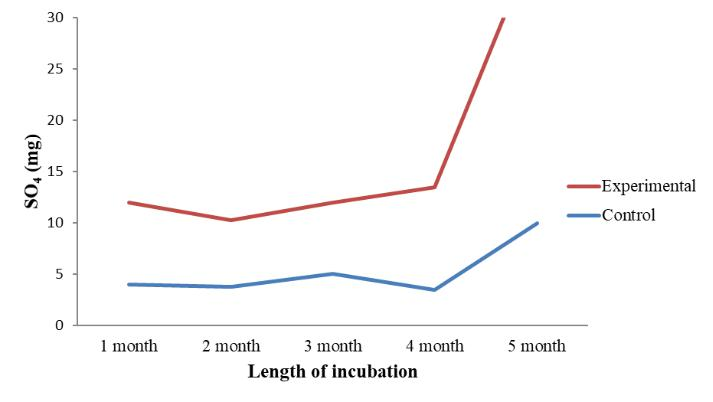 30
25
20
15
10
5
0
SO₄ (mg)
1 month 2 month 3 month 4 month 5 month
Length of incubation
Experimental
Control